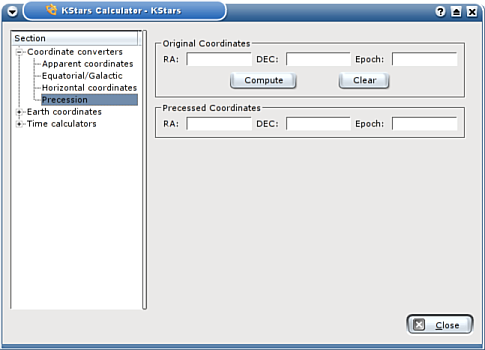 KStars Calculator - KStars
Section
Coordinate converters
Apparent coordinates
Equatorial/Galactic
Horizontal coordinates
Precession
Earth coordinates
Time calculators
Original Coordinates
RA: DEC: Epoch:
Compute Clear
Precessed Coordinates
RA: DEC: Epoch:
Close